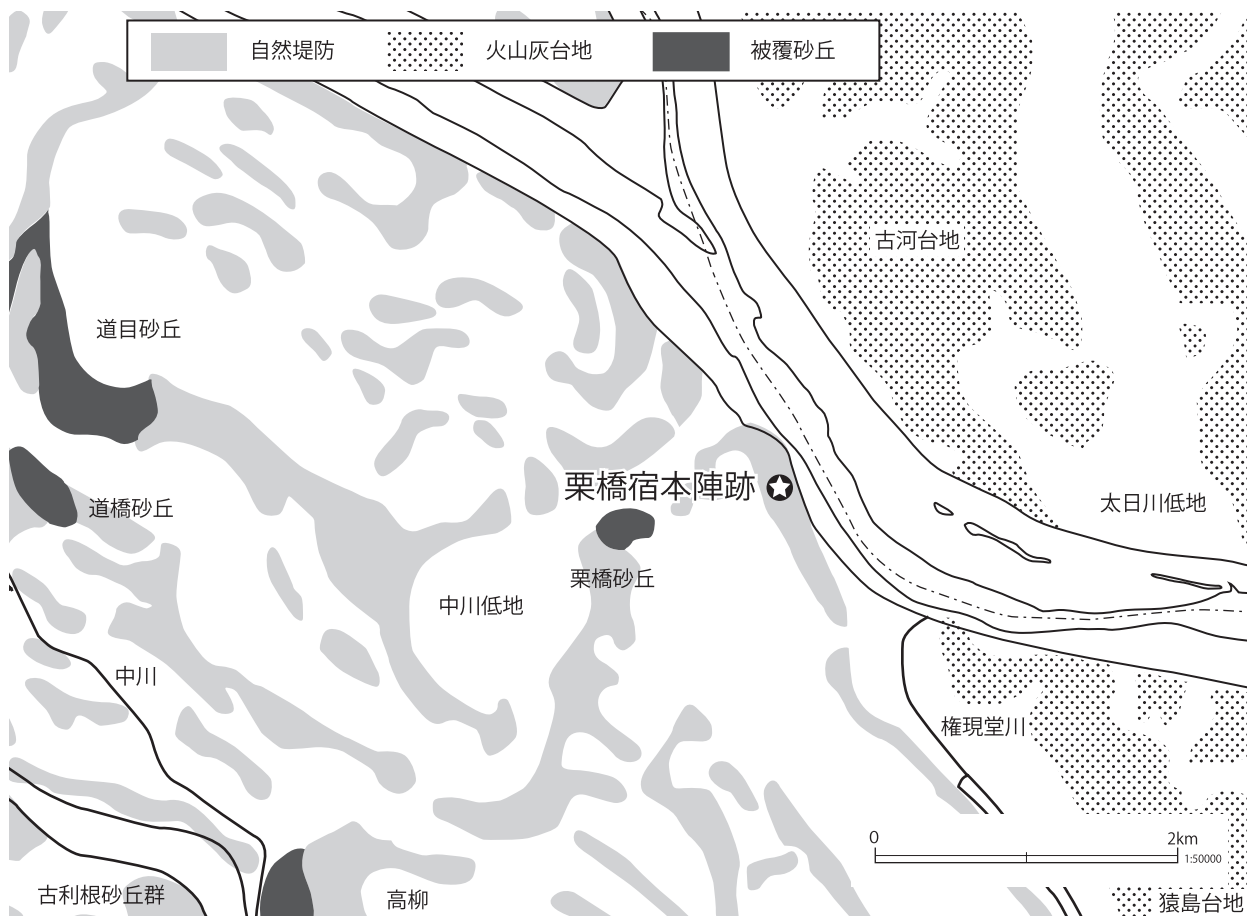 自然堤防
火山灰台地
被覆砂丘
古河台地
道目砂丘
栗橋宿本陣跡
道橋砂丘
太日川低地
栗橋砂丘
中川低地
中川
権現堂川
0
2km
1:50000
古利根砂丘群
高柳
猿島台地